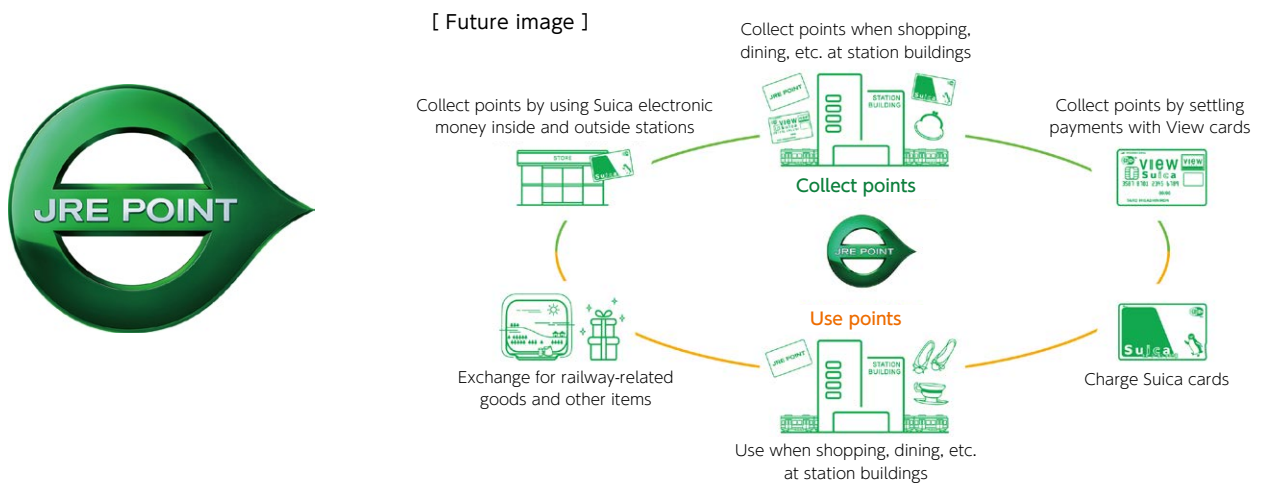 JRE POINT
[ Future image ]
Collect points when shopping,
dining, etc. at station buildings
JRE POINT
VIEW
STATION
BUILDING
Suica
Collect points by using Suica electronic
money inside and outside stations
STORE
Suica
Collect points by settling
payments with View cards
VIEW
VIEW
Suica
Collect points
JRE POINT
Use points
JRE POINT
STATION
BUILDING
Suica
Exchange for railway-related
goods and other items
Charge Suica cards
Use when shopping, dining, etc.
at station buildings